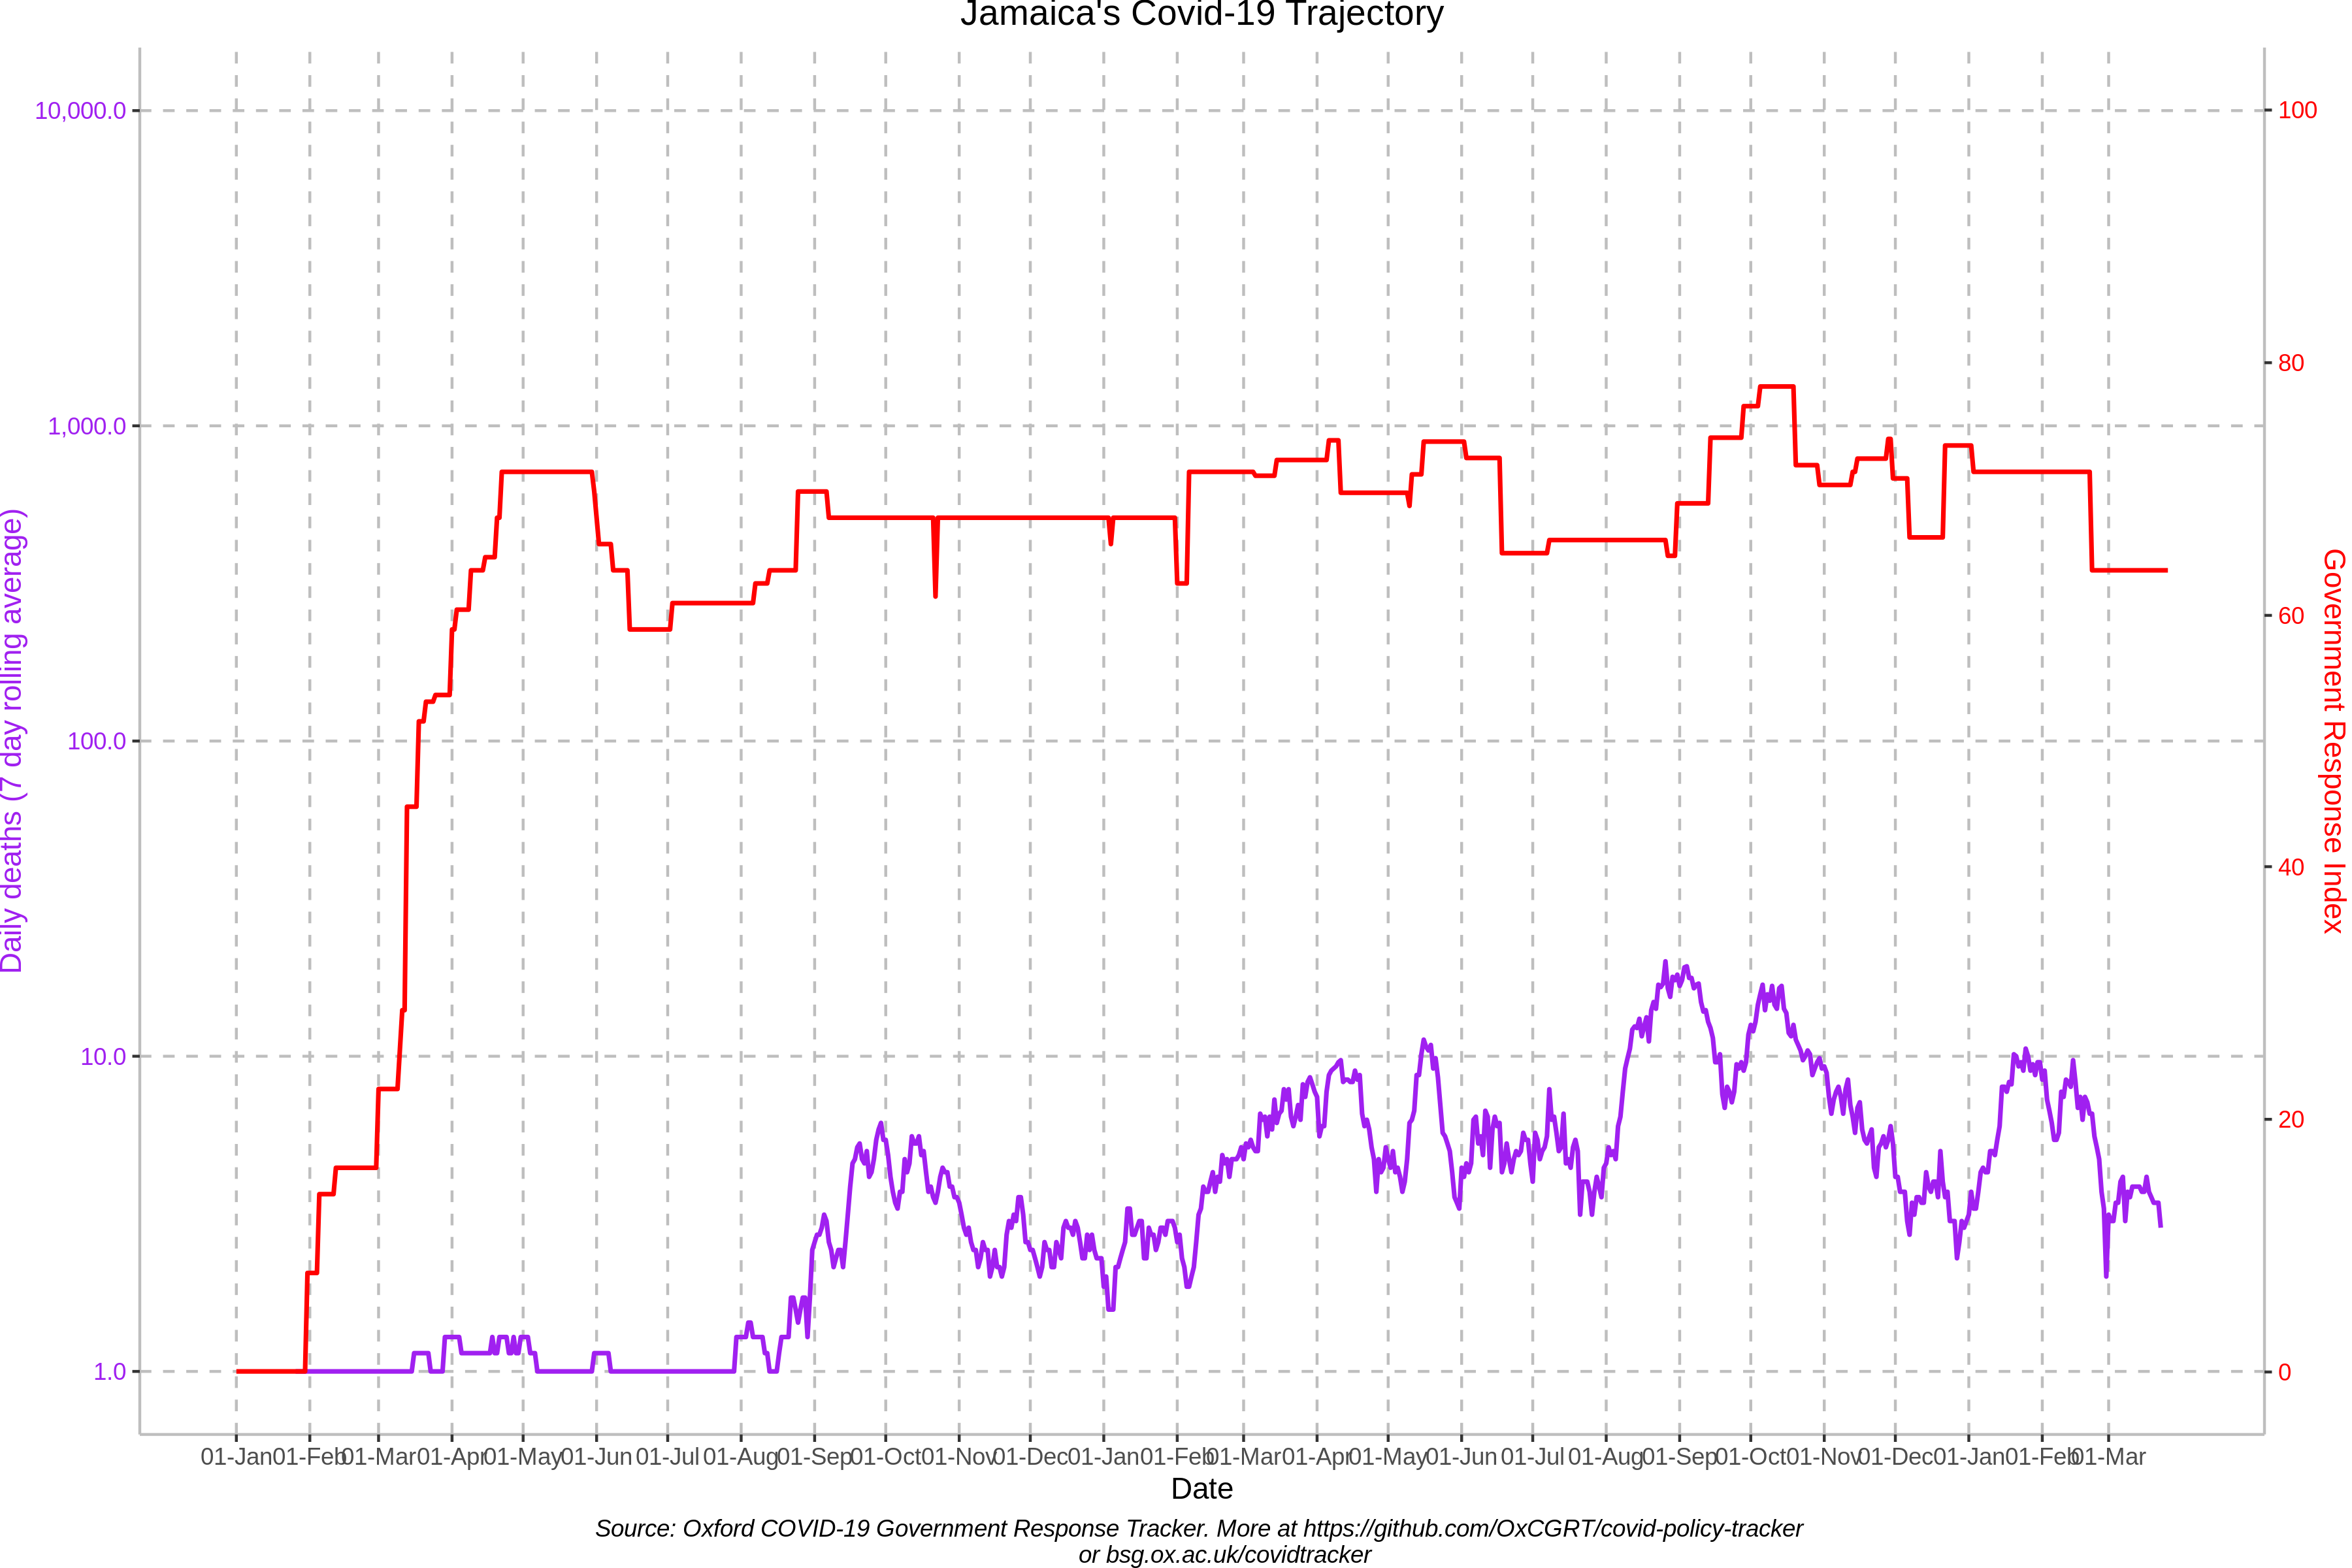 Jamaica's Covid-19 Trajectory
10,000.0
1,000.0
100.0
10.0
1.0
Daily deaths (7 day rolling average)
100
80
60
40
20
0
Government Response Index
01-Jan 01-Feb 01-Mar 01-Apr 01-May 01-Jun 01-Jul 01-Aug 01-Sep 01-Oct 01-Nov 01-Dec 01-Jan 01-Feb 01-Mar 01-Apr 01-May 01-Jun 01-Jul 01-Aug 01-Sep 01-Oct 01-Nov 01-Dec 01-Jan 01-Feb 01-Mar
Date
Source: Oxford COVID-19 Government Response Tracker. More at https://github.com/OxCGRT/covid-policy-tracker
or bsg.ox.ac.uk/covidtracker